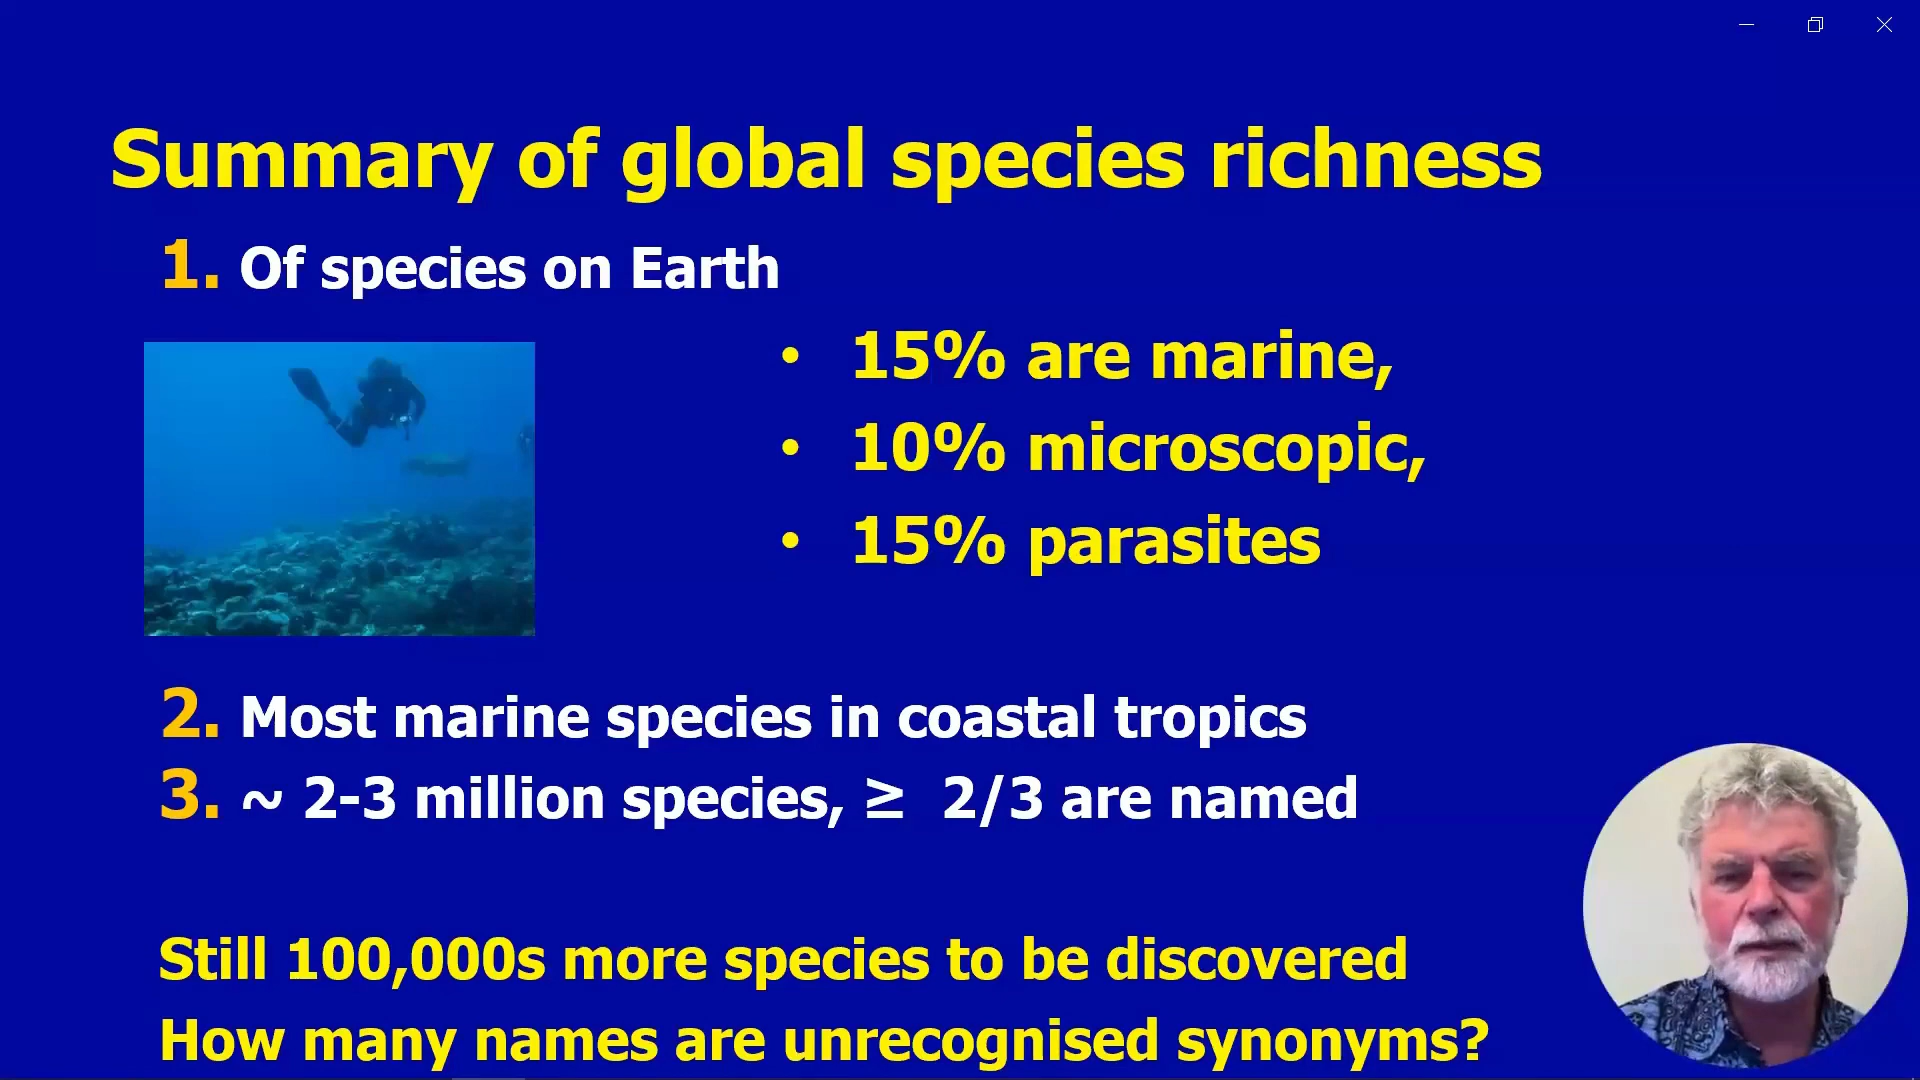 Summary of global species richness
1. Of species on Earth
• 15% are marine,
• 10% microscopic,
• 15% parasites
2. Most marine species in coastal tropics
3. ~ 2-3 million species, ≥ 2/3 are named
Still 100,000s more species to be discovered
How many names are unrecognised synonyms?